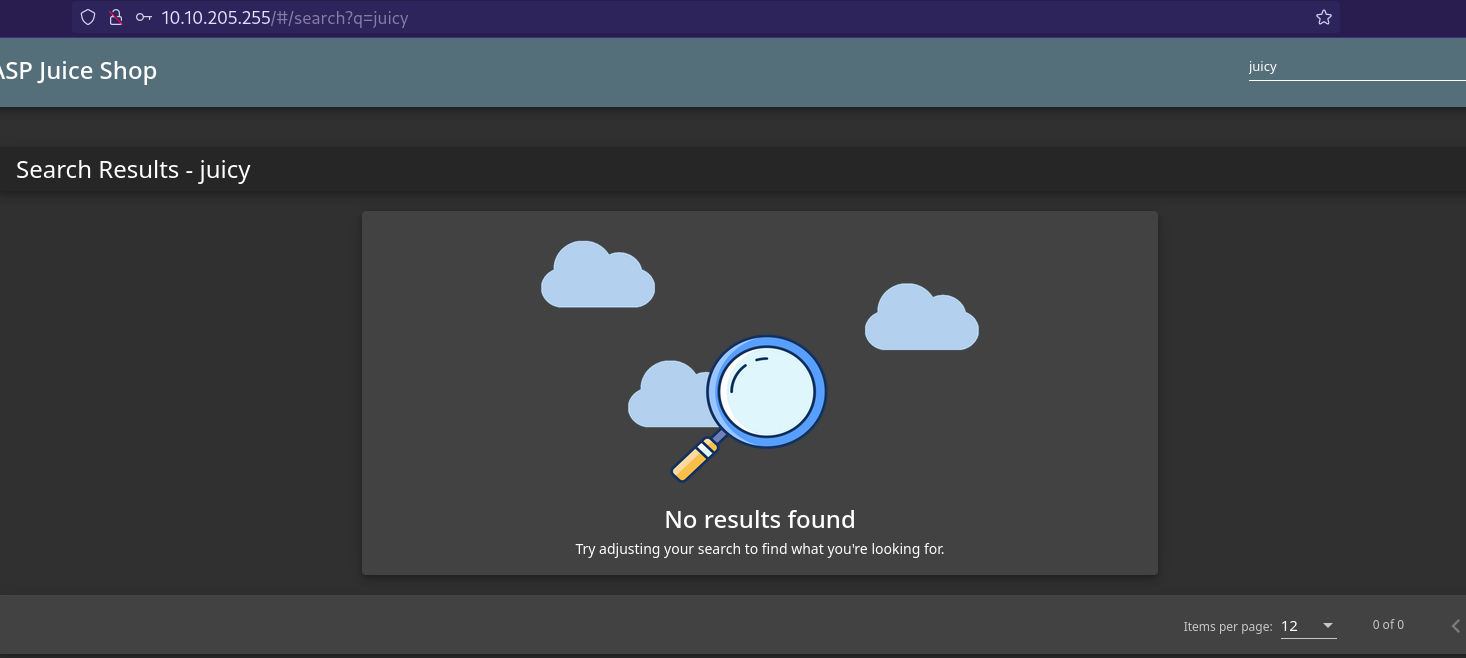 10.10.205.255/#/search?q=juicy
ASP Juice Shop
juicy
Search Results - juicy
No results found
Try adjusting your search to find what you're looking for.
Items per page: 12
0 of 0